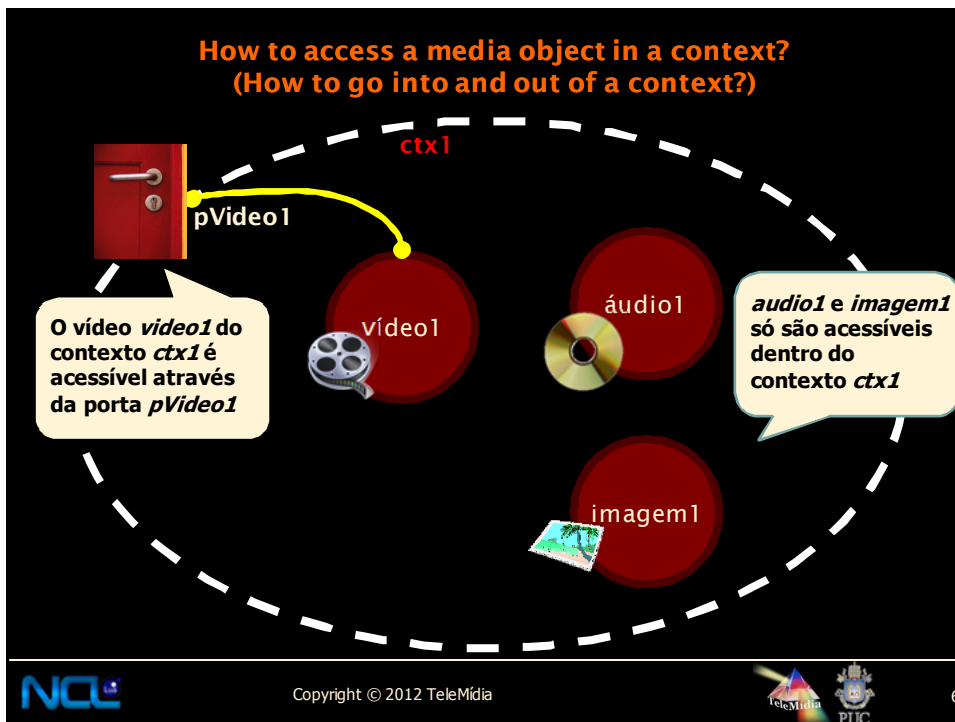 How to access a media object in a context?
(How to go into and out of a context?)
ctx1
pVideo1
O vídeo video1 do
contexto ctx1 é
acessível através
da porta pVideo1
vídeo1
áudio1
audio1 e imagem1
só são acessíveis
dentro do
contexto ctx1
imagem1
NCL
Copyright © 2012 TeleMídia
TeleMídia
PUC
6